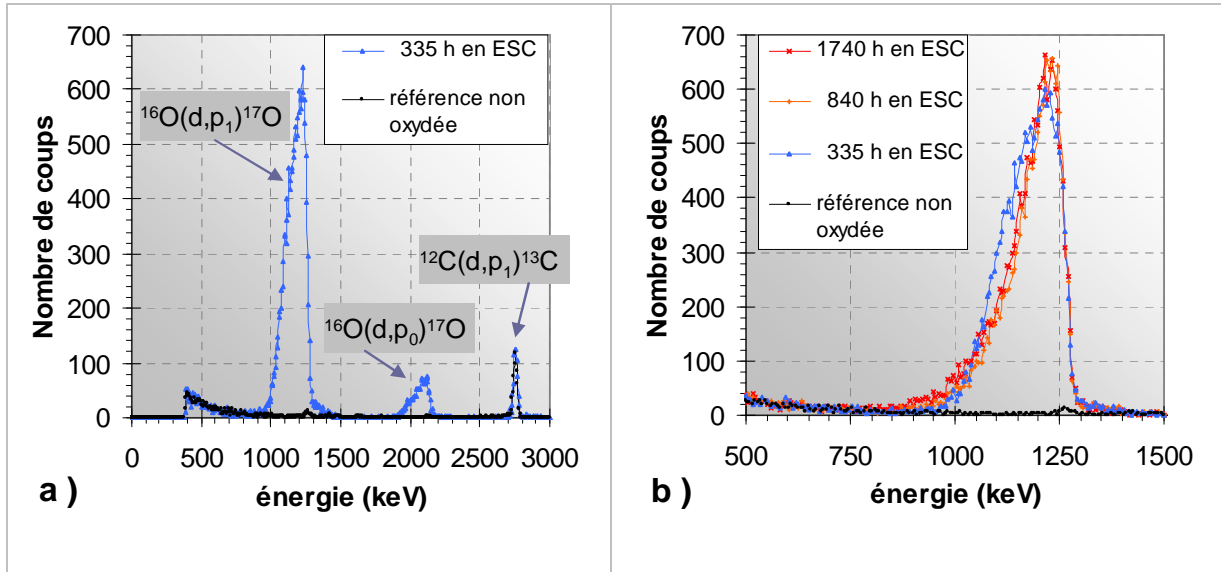 700
600
500
400
300
200
100
0
Nombre de coups
335 h en ESC
référence non
oxydée
¹⁶O(d,p₁)¹⁷O
¹⁶O(d,p₀)¹⁷O
¹²C(d,p₁)¹³C
0 500 1000 1500 2000 2500 3000
énergie (keV)
a )
700
600
500
400
300
200
100
0
Nombre de coups
1740 h en ESC
840 h en ESC
335 h en ESC
référence non
oxydée
500 750 1000 1250 1500
énergie (keV)
b )